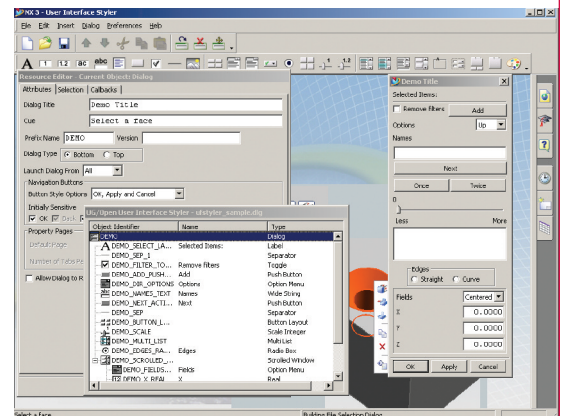 NX 3 - User Interface Styler
File Edit Insert Dialog Preferences Help
Resource Editor - Current Object: Dialog
Attributes Selection Callbacks
Dialog Title Demo Title
Cue Select a face
Prefix Name DEMO Version
Dialog Type Bottom Top
Launch Dialog From All
Navigation Buttons
Button Style Options OK, Apply and Cancel
Initially Sensitive
OK Back
Property Pages
Default Page
Number of Tabs Pe
Allow Dialog to R
UG/Open User Interface Styler - ufstyler_sample.dlg
Object Identifier Name Type
DEMO Dialog
DEMO_SELECT_LA... Selected Items: Label
DEMO_SEP_1 Separator
DEMO_FILTER_TO... Remove filters Toggle
DEMO_ADD_PUSH... Add Push Button
DEMO_DIR_OPTIONS Options Option Menu
DEMO_NAMES_TEXT Names Wide String
DEMO_NEXT_ACTI... Next Push Button
DEMO_SEP Separator
DEMO_BUTTON_L... Button Layout
DEMO_SCALE Scale Integer
DEMO_MULTI_LIST Multi List
DEMO_EDGES_RA... Edges Radio Box
DEMO_SCROLLED_... Scrolled Window
DEMO_FIELDS... Fields Option Menu
DEMO_X_REAL X Real
Demo Title
Selected Items:
Remove filters Add
Options Up
Names
Next
Once Twice
0
Less More
Edges
Straight Curve
Fields Centered
X 0.0000
Y 0.0000
Z 0.0000
OK Apply Cancel
Select a face Building File Selection Dialog